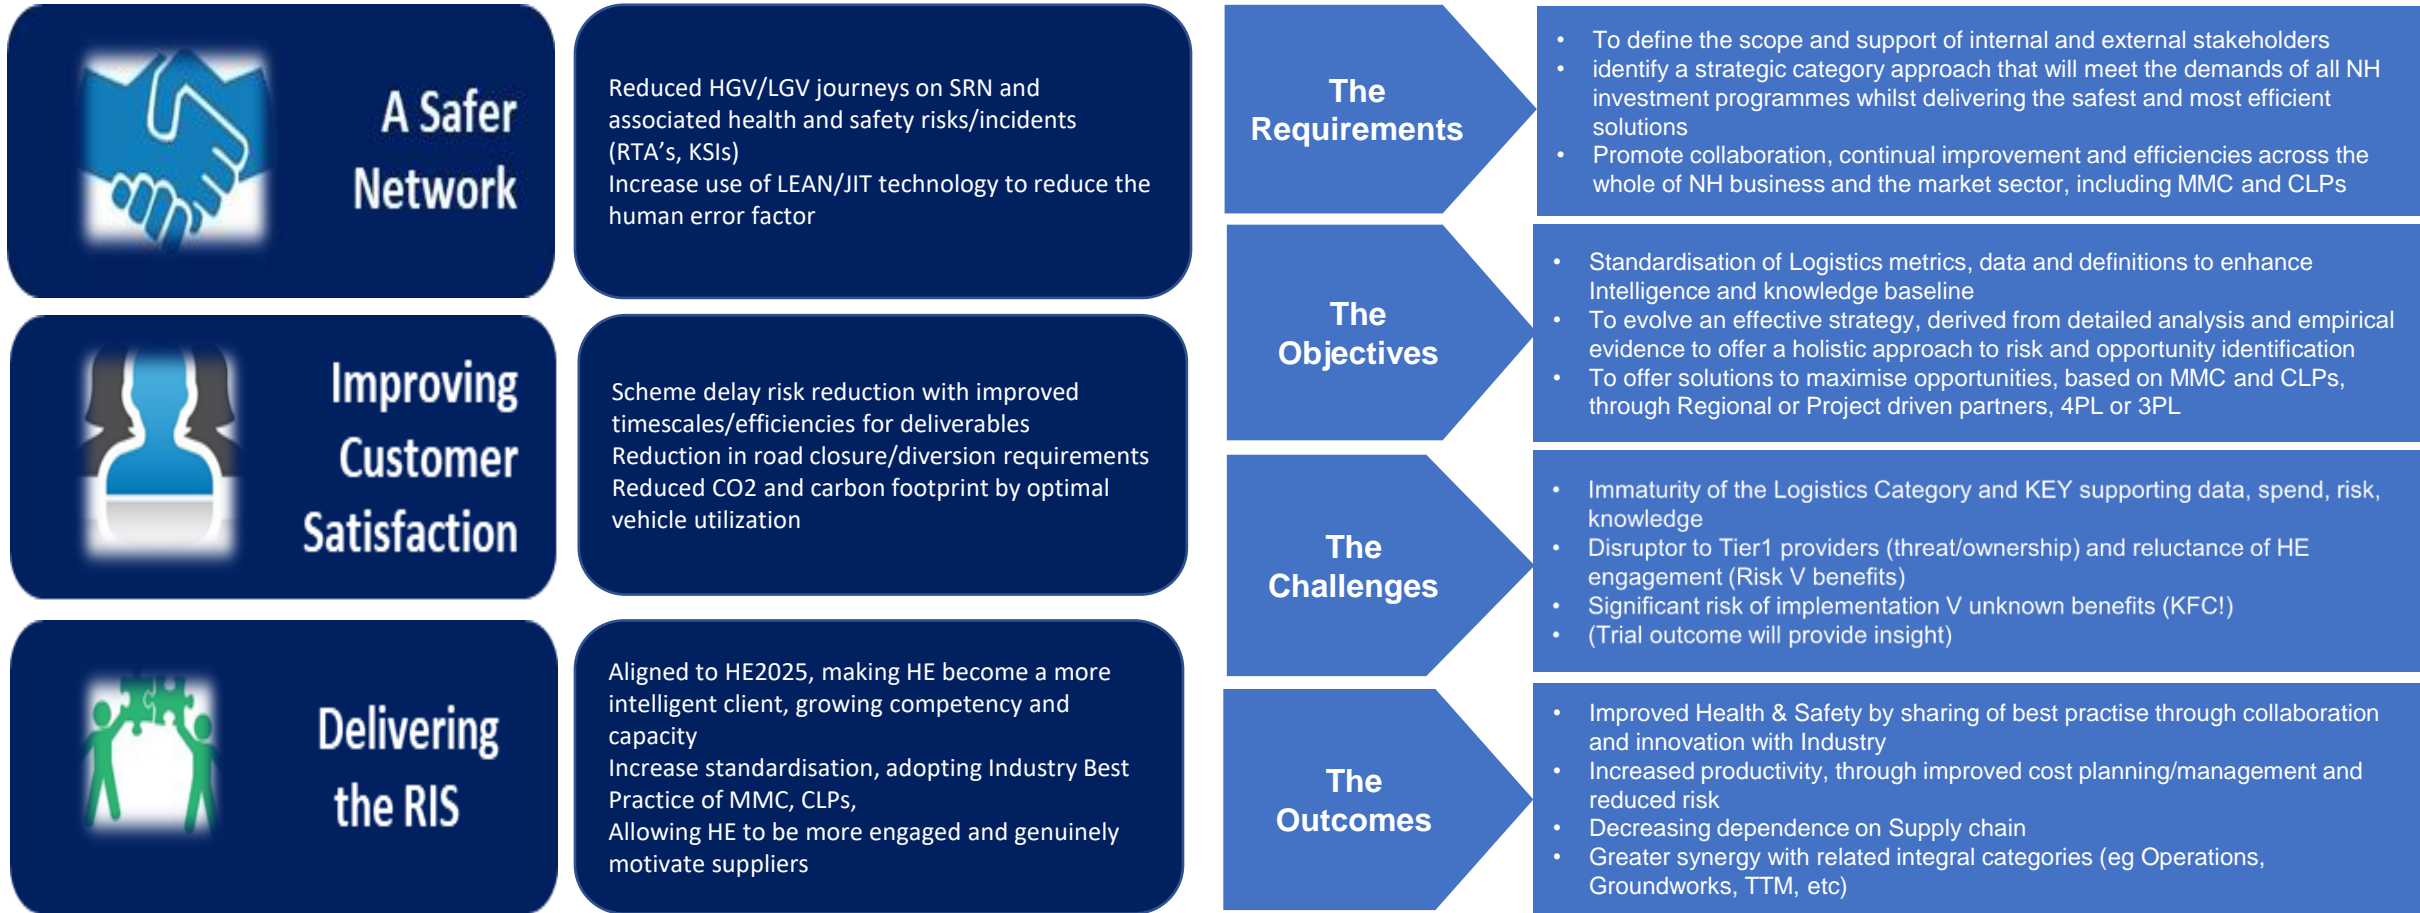 A Safer
Network
Reduced HGV/LGV journeys on SRN and
associated health and safety risks/incidents
(RTA's, KSIs)
Increase use of LEAN/JIT technology to reduce the
human error factor
Improving
Customer
Satisfaction
Scheme delay risk reduction with improved
timescales/efficiencies for deliverables
Reduction in road closure/diversion requirements
Reduced CO2 and carbon footprint by optimal
vehicle utilization
Delivering
the RIS
Aligned to HE2025, making HE become a more
intelligent client, growing competency and
capacity
Increase standardisation, adopting Industry Best
Practice of MMC, CLPs,
Allowing HE to be more engaged and genuinely
motivate suppliers
The
Requirements
• To define the scope and support of internal and external stakeholders
• identify a strategic category approach that will meet the demands of all NH
investment programmes whilst delivering the safest and most efficient
solutions
• Promote collaboration, continual improvement and efficiencies across the
whole of NH business and the market sector, including MMC and CLPs
The
Objectives
• Standardisation of Logistics metrics, data and definitions to enhance
Intelligence and knowledge baseline
• To evolve an effective strategy, derived from detailed analysis and empirical
evidence to offer a holistic approach to risk and opportunity identification
• To offer solutions to maximise opportunities, based on MMC and CLPs,
through Regional or Project driven partners, 4PL or 3PL
The
Challenges
• Immaturity of the Logistics Category and KEY supporting data, spend, risk,
knowledge
• Disruptor to Tier1 providers (threat/ownership) and reluctance of HE
engagement (Risk V benefits)
• Significant risk of implementation V unknown benefits (KFC!)
• (Trial outcome will provide insight)
The
Outcomes
• Improved Health & Safety by sharing of best practise through collaboration
and innovation with Industry
• Increased productivity, through improved cost planning/management and
reduced risk
• Decreasing dependence on Supply chain
• Greater synergy with related integral categories (eg Operations,
Groundworks, TTM, etc)